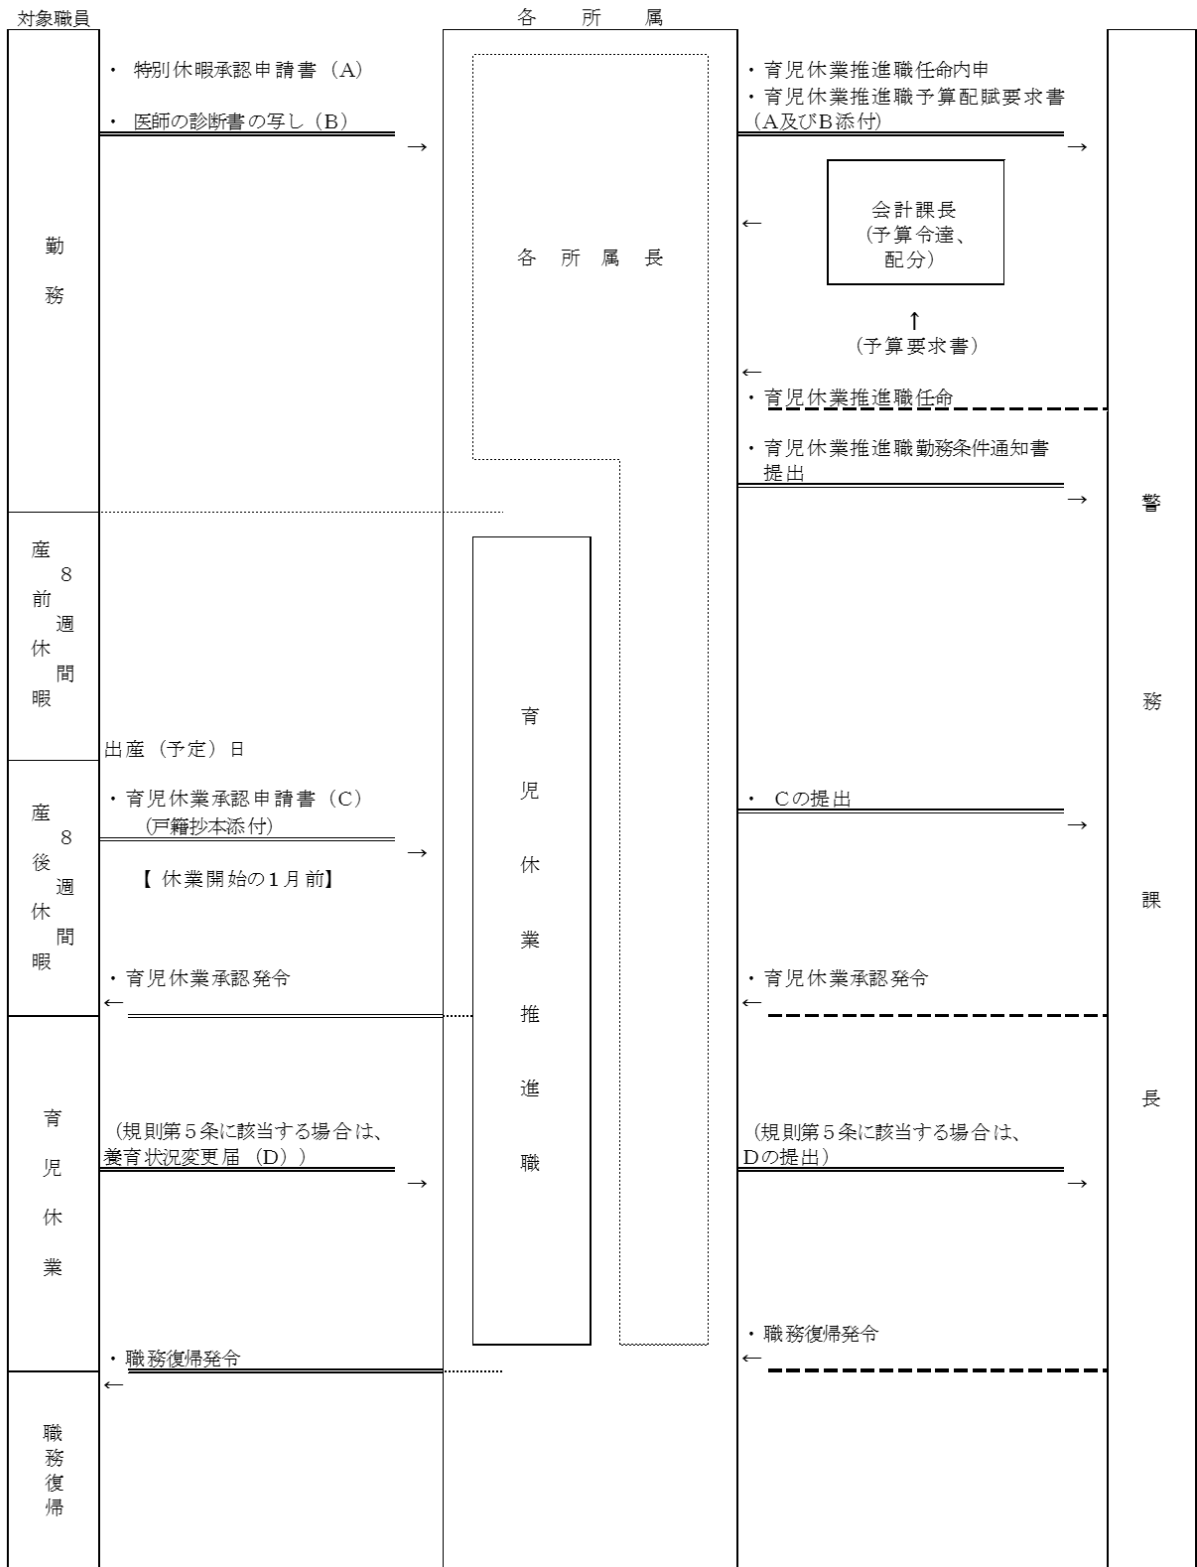 対象職員
各所属
勤務
・ 特別休暇承認申請書（A）
・ 医師の診断書の写し（B）
→
各所属長
・育児休業推進職任命内申
・育児休業推進職予算配賦要求書
（A及びB添付）
→
←
会計課長
（予算令達、
配分）
↑
（予算要求書）
←
・育児休業推進職任命
・育児休業推進職勤務条件通知書
提出
→
警務課長
産前休暇
８週間
出産（予定）日
産後休暇
８週間
・育児休業承認申請書（C）
（戸籍抄本添付）
→
【 休業開始の1月前】
育児休業推進職
・ Cの提出
→
・育児休業承認発令
←
・育児休業承認発令
←
育児休業
（規則第５条に該当する場合は、
養育状況変更届（D））
→
（規則第５条に該当する場合は、
Dの提出）
→
・職務復帰発令
←
・職務復帰発令
←
職務復帰